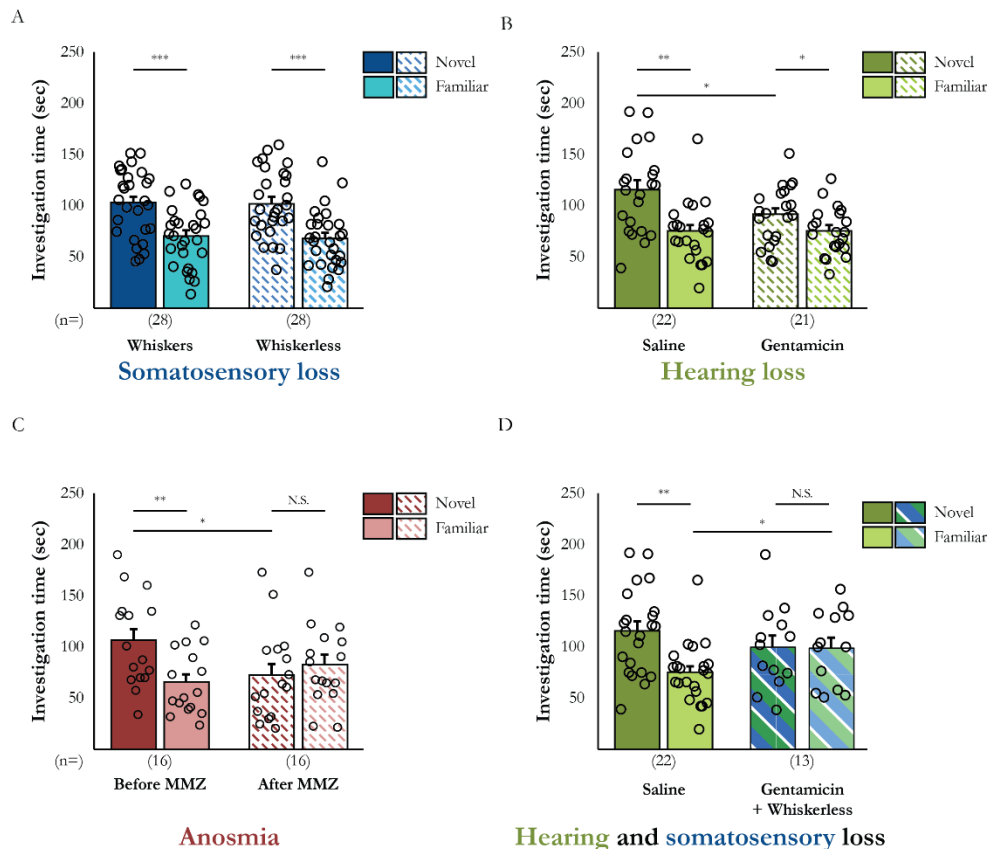 A
250
200
150
100
50
Investigation time (sec)
***
***
Novel
Familiar
(n=)
(28)
(28)
Whiskers
Whiskerless
Somatosensory loss
B
250
200
150
100
50
Investigation time (sec)
**
*
*
Novel
Familiar
(22)
(21)
Saline
Gentamicin
Hearing loss
C
250
200
150
100
50
Investigation time (sec)
**
N.S.
*
Novel
Familiar
(n=)
(16)
(16)
Before MMZ
After MMZ
Anosmia
D
250
200
150
100
50
Investigation time (sec)
**
N.S.
*
Novel
Familiar
(22)
(13)
Saline
Gentamicin
+ Whiskerless
Hearing and somatosensory loss